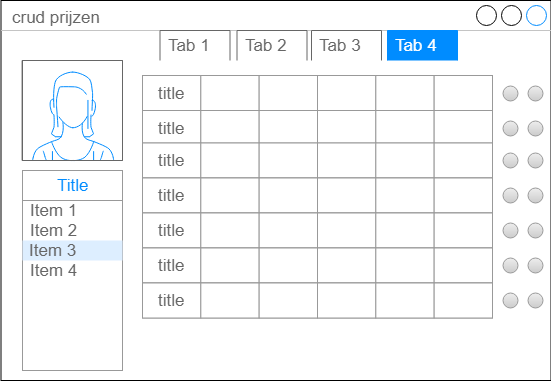 crud prijzen
Tab 1 Tab 2 Tab 3 Tab 4
Title
Item 1
Item 2
Item 3
Item 4
title
title
title
title
title
title
title